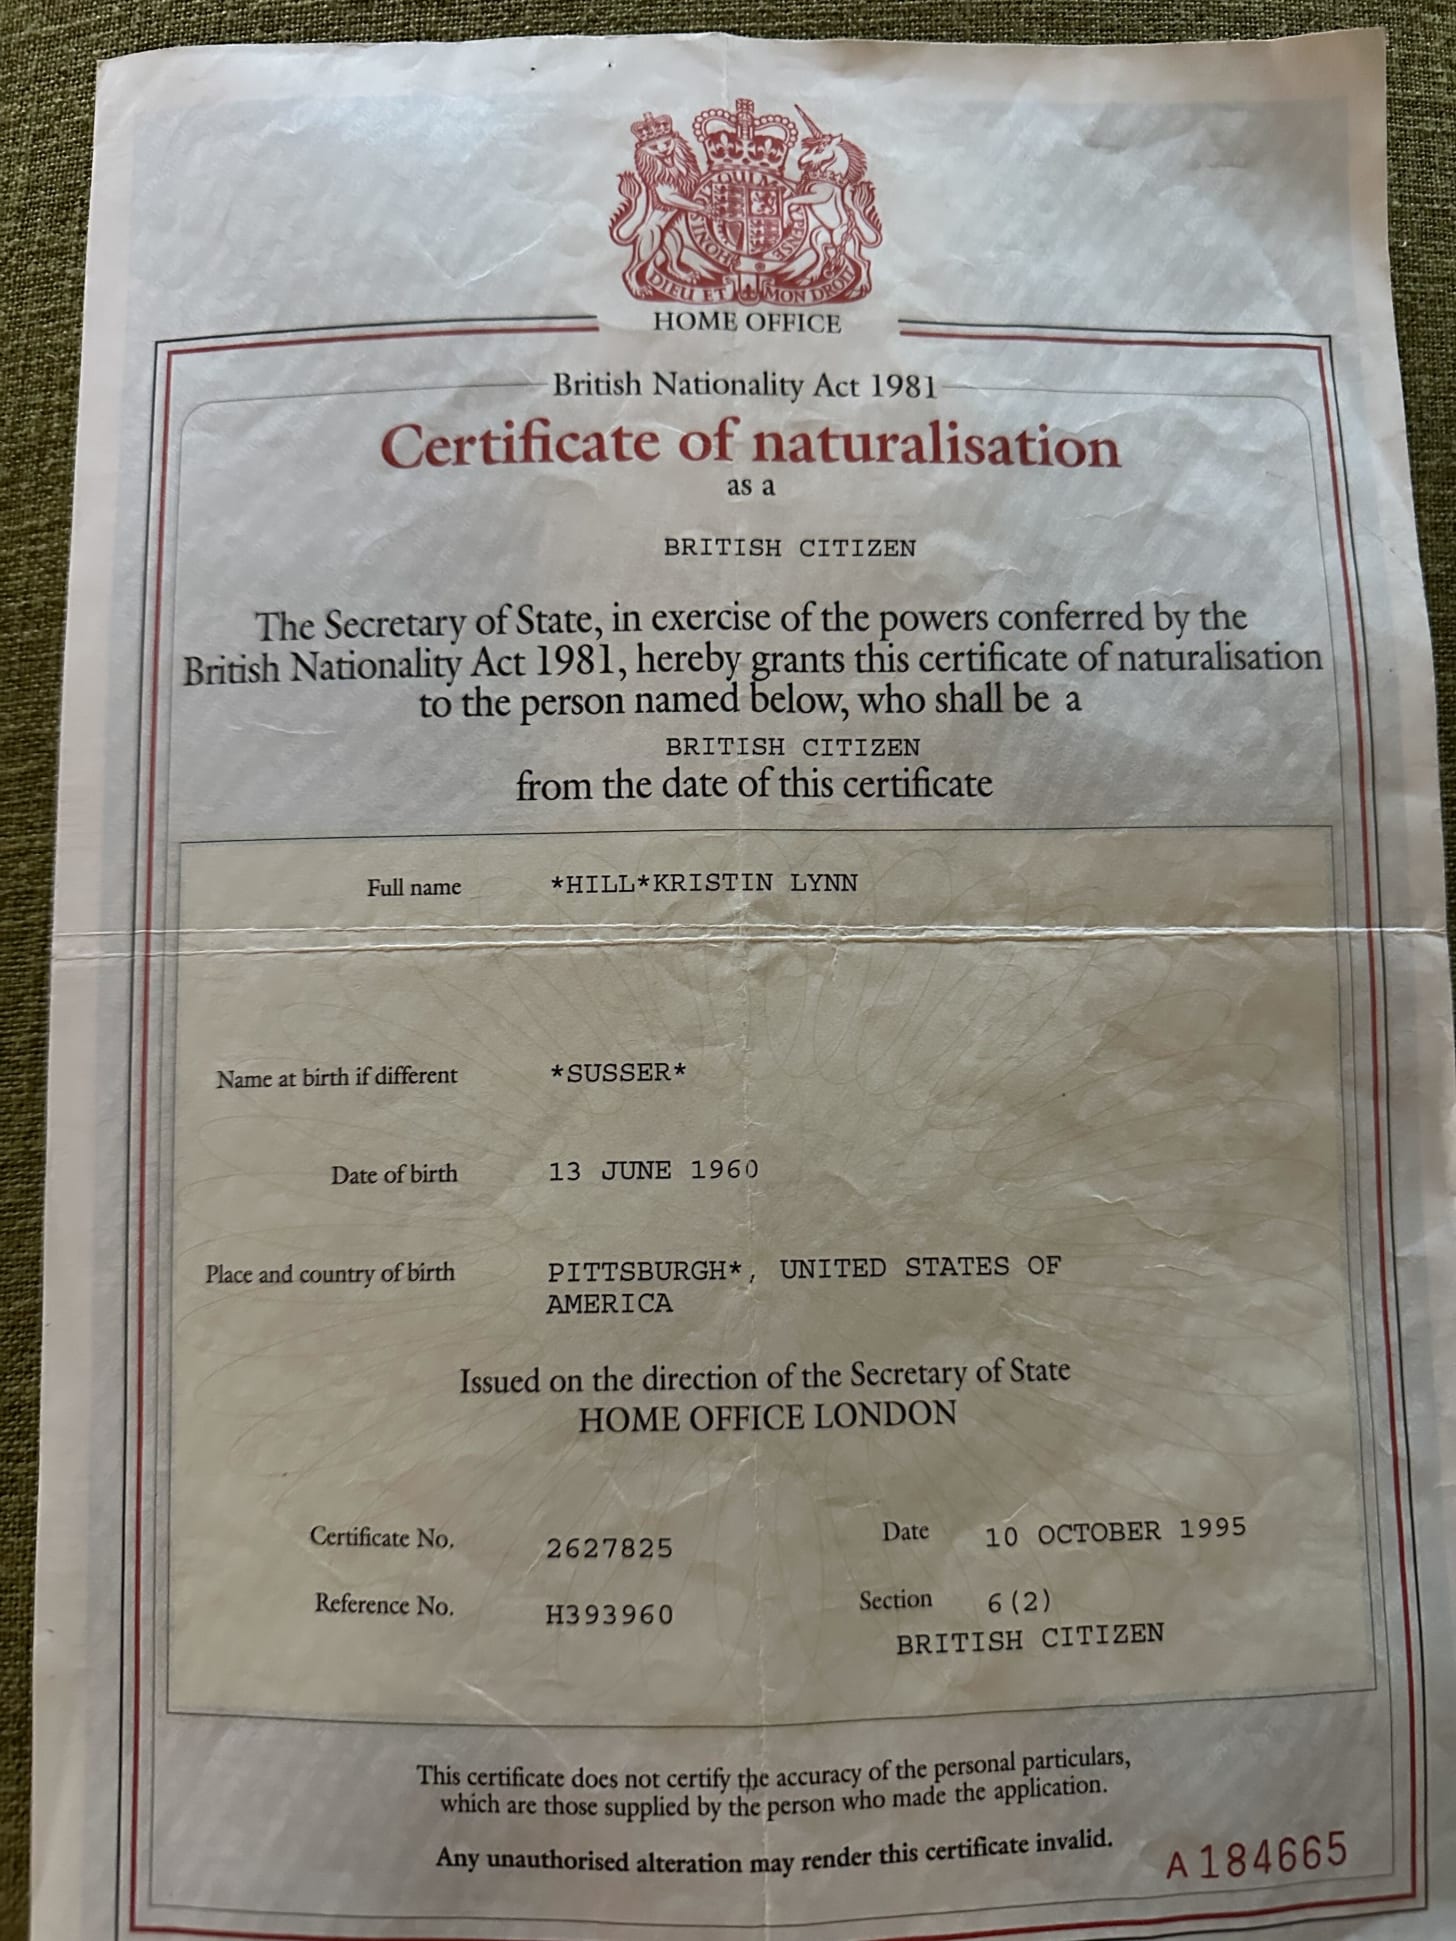 HONI SOIT QUI MAL Y PENSE
DIEU ET MON DROIT
HOME OFFICE
British Nationality Act 1981
Certificate of naturalisation
as a
BRITISH CITIZEN
The Secretary of State, in exercise of the powers conferred by the
British Nationality Act 1981, hereby grants this certificate of naturalisation
to the person named below, who shall be a
BRITISH CITIZEN
from the date of this certificate
Full name *HILL*KRISTIN LYNN
Name at birth if different *SUSSER*
Date of birth 13 JUNE 1960
Place and country of birth PITTSBURGH*, UNITED STATES OF
AMERICA
Issued on the direction of the Secretary of State
HOME OFFICE LONDON
Certificate No. 2627825 Date 10 OCTOBER 1995
Reference No. H393960 Section 6(2)
BRITISH CITIZEN
This certificate does not certify the accuracy of the personal particulars,
which are those supplied by the person who made the application.
Any unauthorised alteration may render this certificate invalid.
A184665